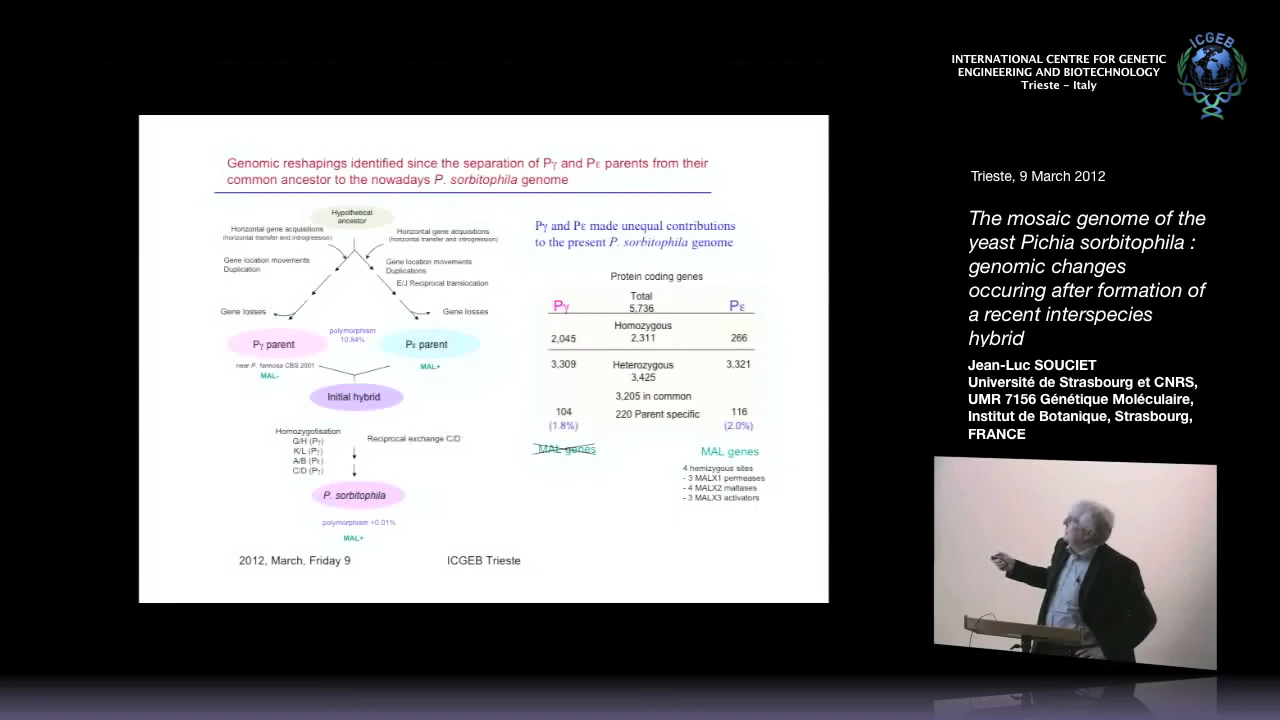 ICGEB
INTERNATIONAL CENTRE FOR GENETIC
ENGINEERING AND BIOTECHNOLOGY
Trieste - Italy
Trieste, 9 March 2012
The mosaic genome of the
yeast Pichia sorbitophila :
genomic changes
occuring after formation of
a recent interspecies
hybrid
Jean-Luc SOUCIET
Université de Strasbourg et CNRS,
UMR 7156 Génétique Moléculaire,
Institut de Botanique, Strasbourg,
FRANCE
Genomic reshapings identified since the separation of Pγ and Pε parents from their
common ancestor to the nowadays P. sorbitophila genome
Hypothetical
ancestor
Horizontal gene acquisitions
(horizontal transfer and introgression)
Horizontal gene acquisitions
(horizontal transfer and introgression)
Gene location movements
Duplication
Gene location movements
Duplications
E/J Reciprocal translocation
Gene losses
Gene losses
polymorphism
10.94%
Pγ parent
Pε parent
near P. farinosa CBS 2001
MAL-
MAL+
Initial hybrid
Homozygotisation
G/H (Pγ)
K/L (Pγ)
A/B (Pε)
C/D (Pγ)
Reciprocal exchange C/D
P. sorbitophila
polymorphism <0.01%
MAL+
Pγ and Pε made unequal contributions
to the present P. sorbitophila genome
Protein coding genes
Pγ
Total
5,736
Pε
Homozygous
2,045 2,311 266
3,309 Heterozygous 3,321
3,425
3,205 in common
104 220 Parent specific 116
(1.8%) (2.0%)
MAL genes
MAL genes
4 hemizygous sites
- 3 MALX1 permeases
- 4 MALX2 maltases
- 3 MALX3 activators
2012, March, Friday 9
ICGEB Trieste